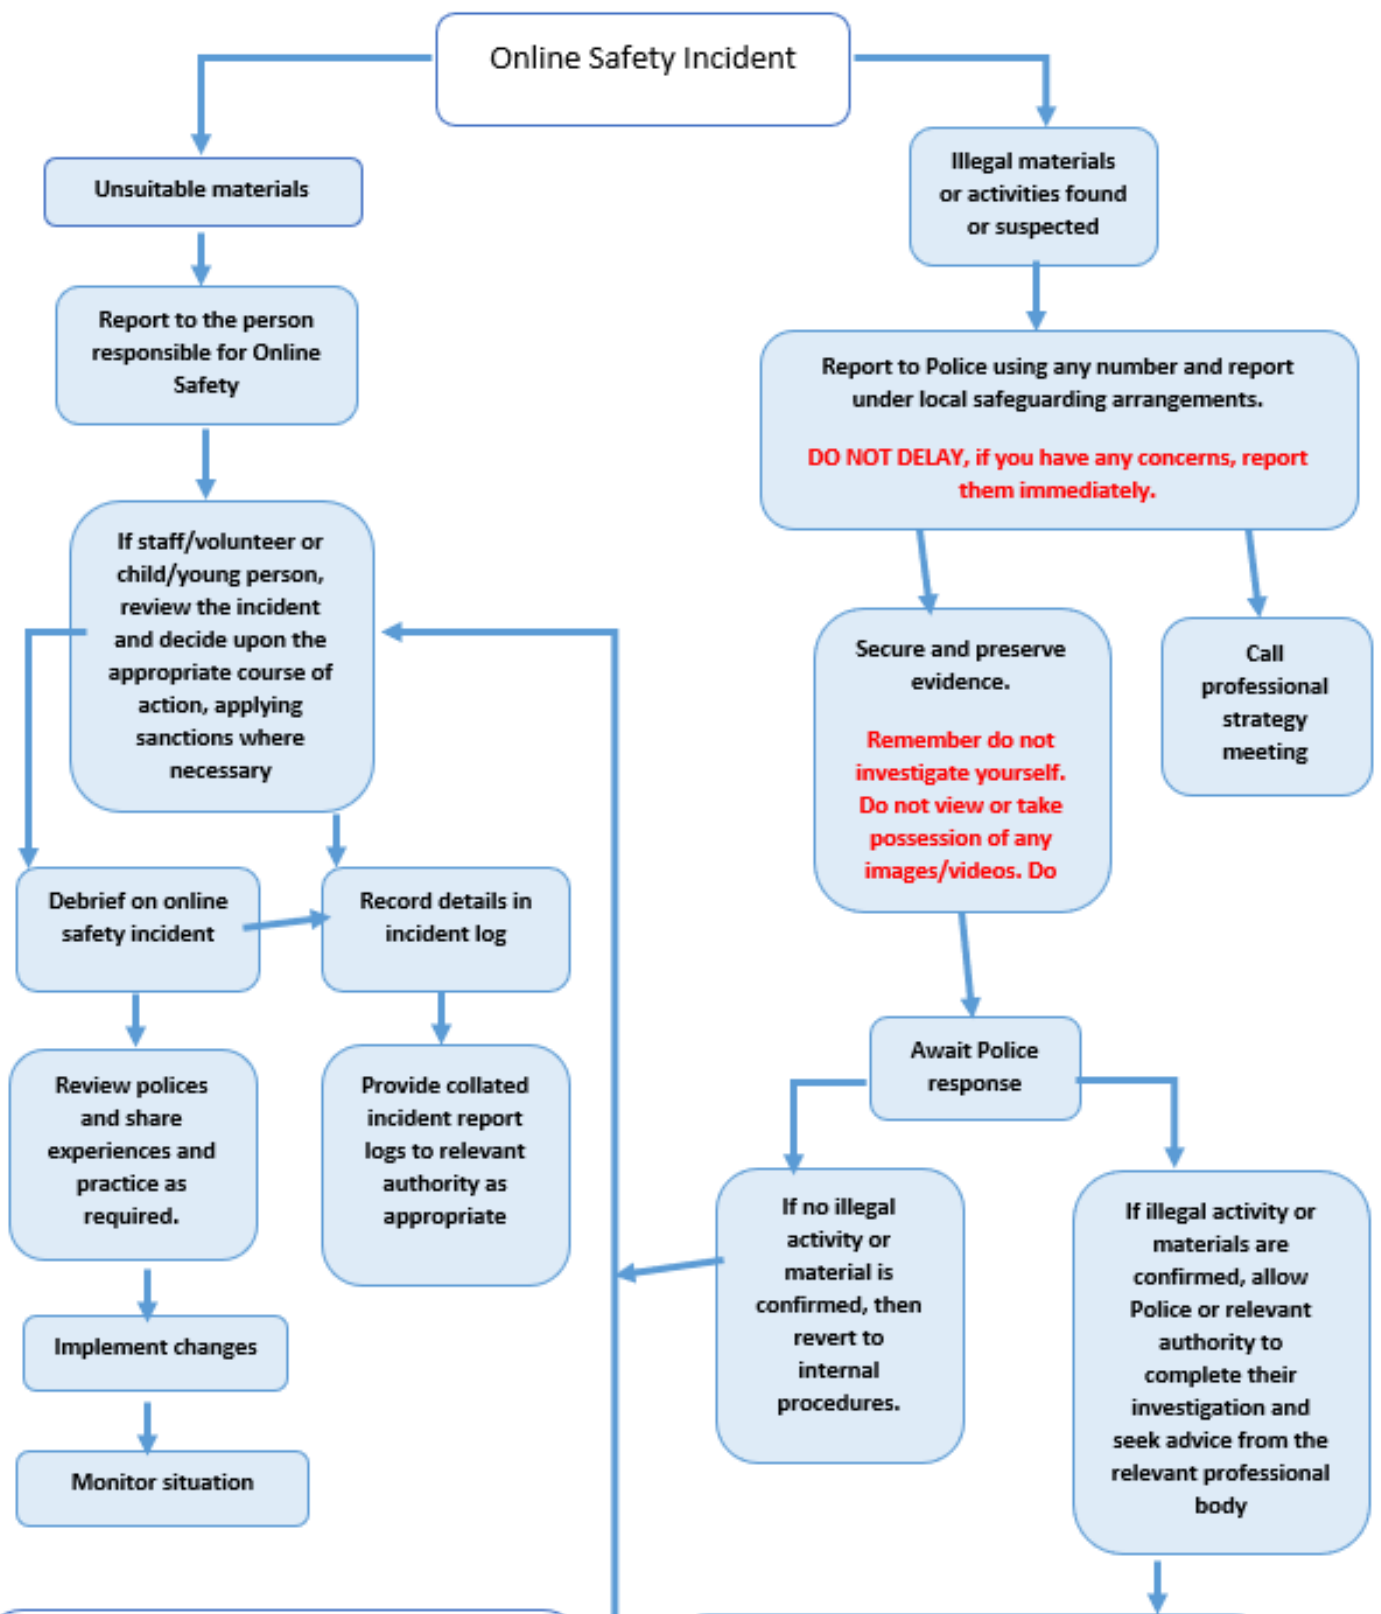 Online Safety Incident
Unsuitable materials
Illegal materials
or activities found
or suspected
Report to the person
responsible for Online
Safety
Report to Police using any number and report
under local safeguarding arrangements.
DO NOT DELAY, if you have any concerns, report
them immediately.
If staff/volunteer or
child/young person,
review the incident
and decide upon the
appropriate course of
action, applying
sanctions where
necessary
Secure and preserve
evidence.
Remember do not
investigate yourself.
Do not view or take
possession of any
images/videos. Do
Call
professional
strategy
meeting
Debrief on online
safety incident
Record details in
incident log
Review polices
and share
experiences and
practice as
required.
Provide collated
incident report
logs to relevant
authority as
appropriate
Await Police
response
If no illegal
activity or
material is
confirmed, then
revert to
internal
procedures.
If illegal activity or
materials are
confirmed, allow
Police or relevant
authority to
complete their
investigation and
seek advice from the
relevant professional
body
Implement changes
Monitor situation